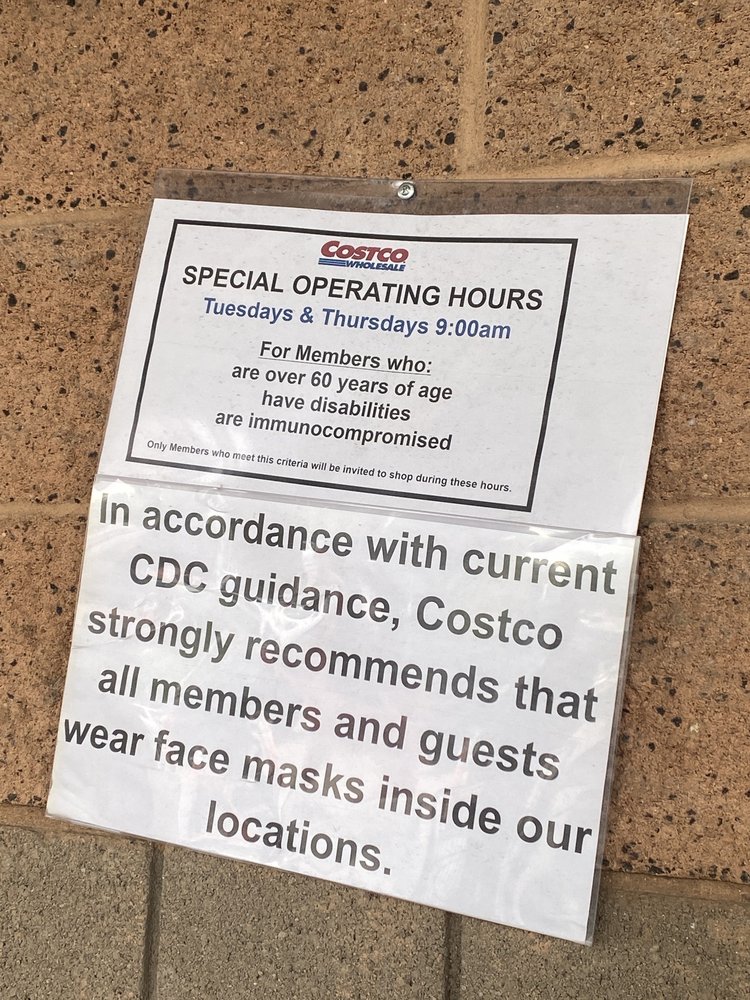 COSTCO
WHOLESALE
SPECIAL OPERATING HOURS
Tuesdays & Thursdays 9:00am
For Members who:
are over 60 years of age
have disabilities
are immunocompromised
Only Members who meet this criteria will be invited to shop during these hours.
In accordance with current
CDC guidance, Costco
strongly recommends that
all members and guests
wear face masks inside our
locations.